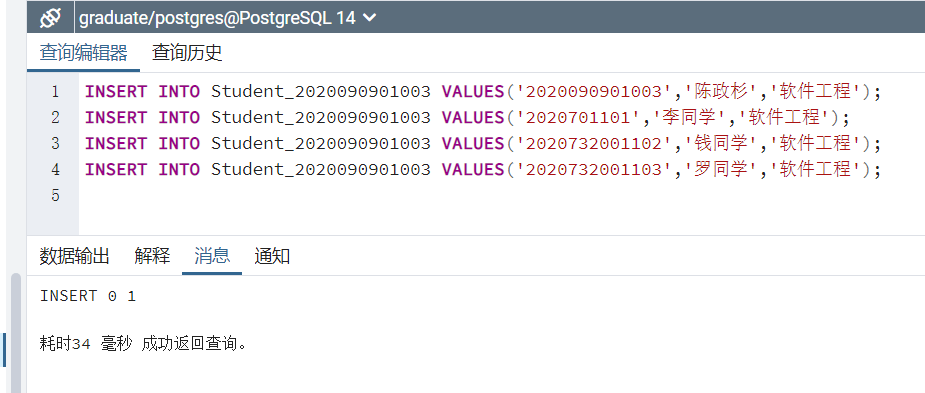 graduate/postgres@PostgreSQL 14
查询编辑器 查询历史
1 INSERT INTO Student_2020090901003 VALUES('2020090901003','陈政杉','软件工程');
2 INSERT INTO Student_2020090901003 VALUES('2020701101','李同学','软件工程');
3 INSERT INTO Student_2020090901003 VALUES('2020732001102','钱同学','软件工程');
4 INSERT INTO Student_2020090901003 VALUES('2020732001103','罗同学','软件工程');
5
数据输出 解释 消息 通知
INSERT 0 1
耗时34 毫秒 成功返回查询。